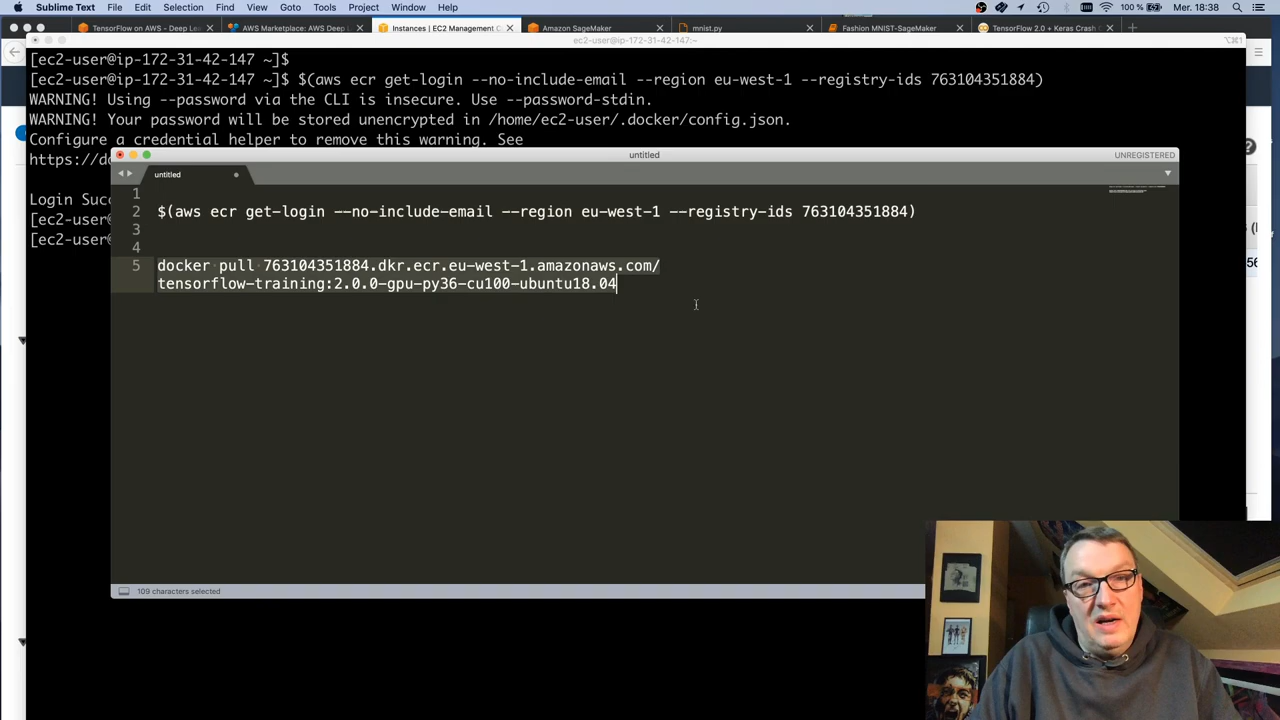 Sublime Text File Edit Selection Find View Goto Tools Project Window Help 100 % Mer. 18:38
TensorFlow on AWS - Deep Le
AWS Marketplace: AWS Deep L
Instances | EC2 Management C
Amazon SageMaker
mnist.py
Fashion MNIST-SageMaker
TensorFlow 2.0 + Keras Crash C
ec2-user@ip-172-31-42-147:~
⌥⌘1
[ec2-user@ip-172-31-42-147 ~]$
[ec2-user@ip-172-31-42-147 ~]$ $(aws ecr get-login --no-include-email --region eu-west-1 --registry-ids 763104351884)
WARNING! Using --password via the CLI is insecure. Use --password-stdin.
WARNING! Your password will be stored unencrypted in /home/ec2-user/.docker/config.json.
Configure a credential helper to remove this warning. See
https://do
Login Suc
[ec2-user@
[ec2-user@
untitled
UNREGISTERED
untitled
1
2 $(aws ecr get-login --no-include-email --region eu-west-1 --registry-ids 763104351884)
3
4
5 docker pull 763104351884.dkr.ecr.eu-west-1.amazonaws.com/
tensorflow-training:2.0.0-gpu-py36-cu100-ubuntu18.04
109 characters selected